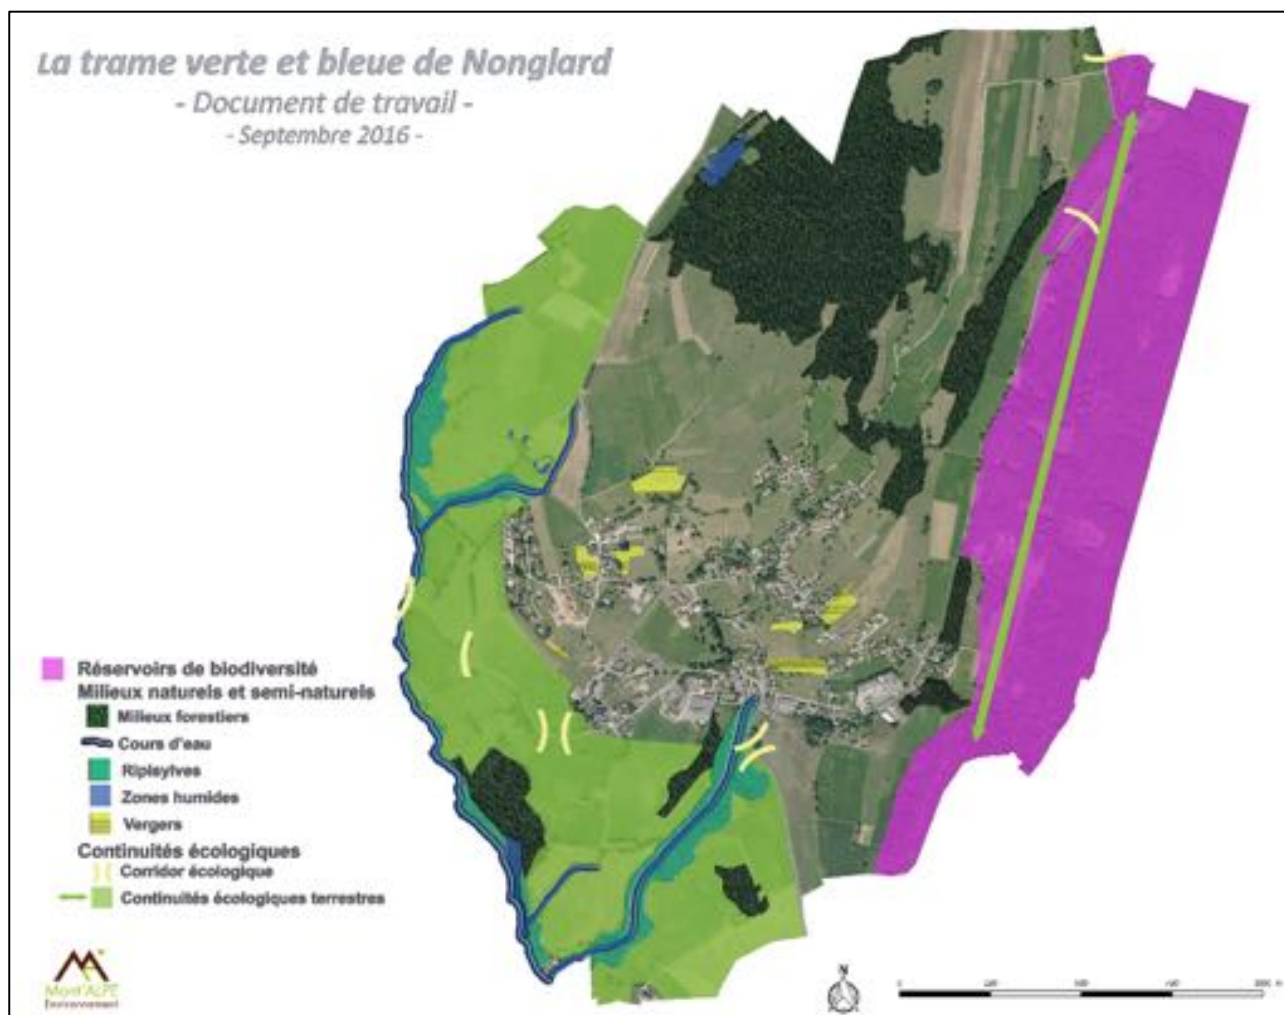 La trame verte et bleue de Nonglard
- Document de travail -
- Septembre 2016 -
Réservoirs de biodiversité
Milieux naturels et semi-naturels
Milieux forestiers
Cours d'eau
Ripisylves
Zones humides
Vergers
Continuités écologiques
Corridor écologique
Continuités écologiques terrestres
Mont'ALPE
Environnement
N
0